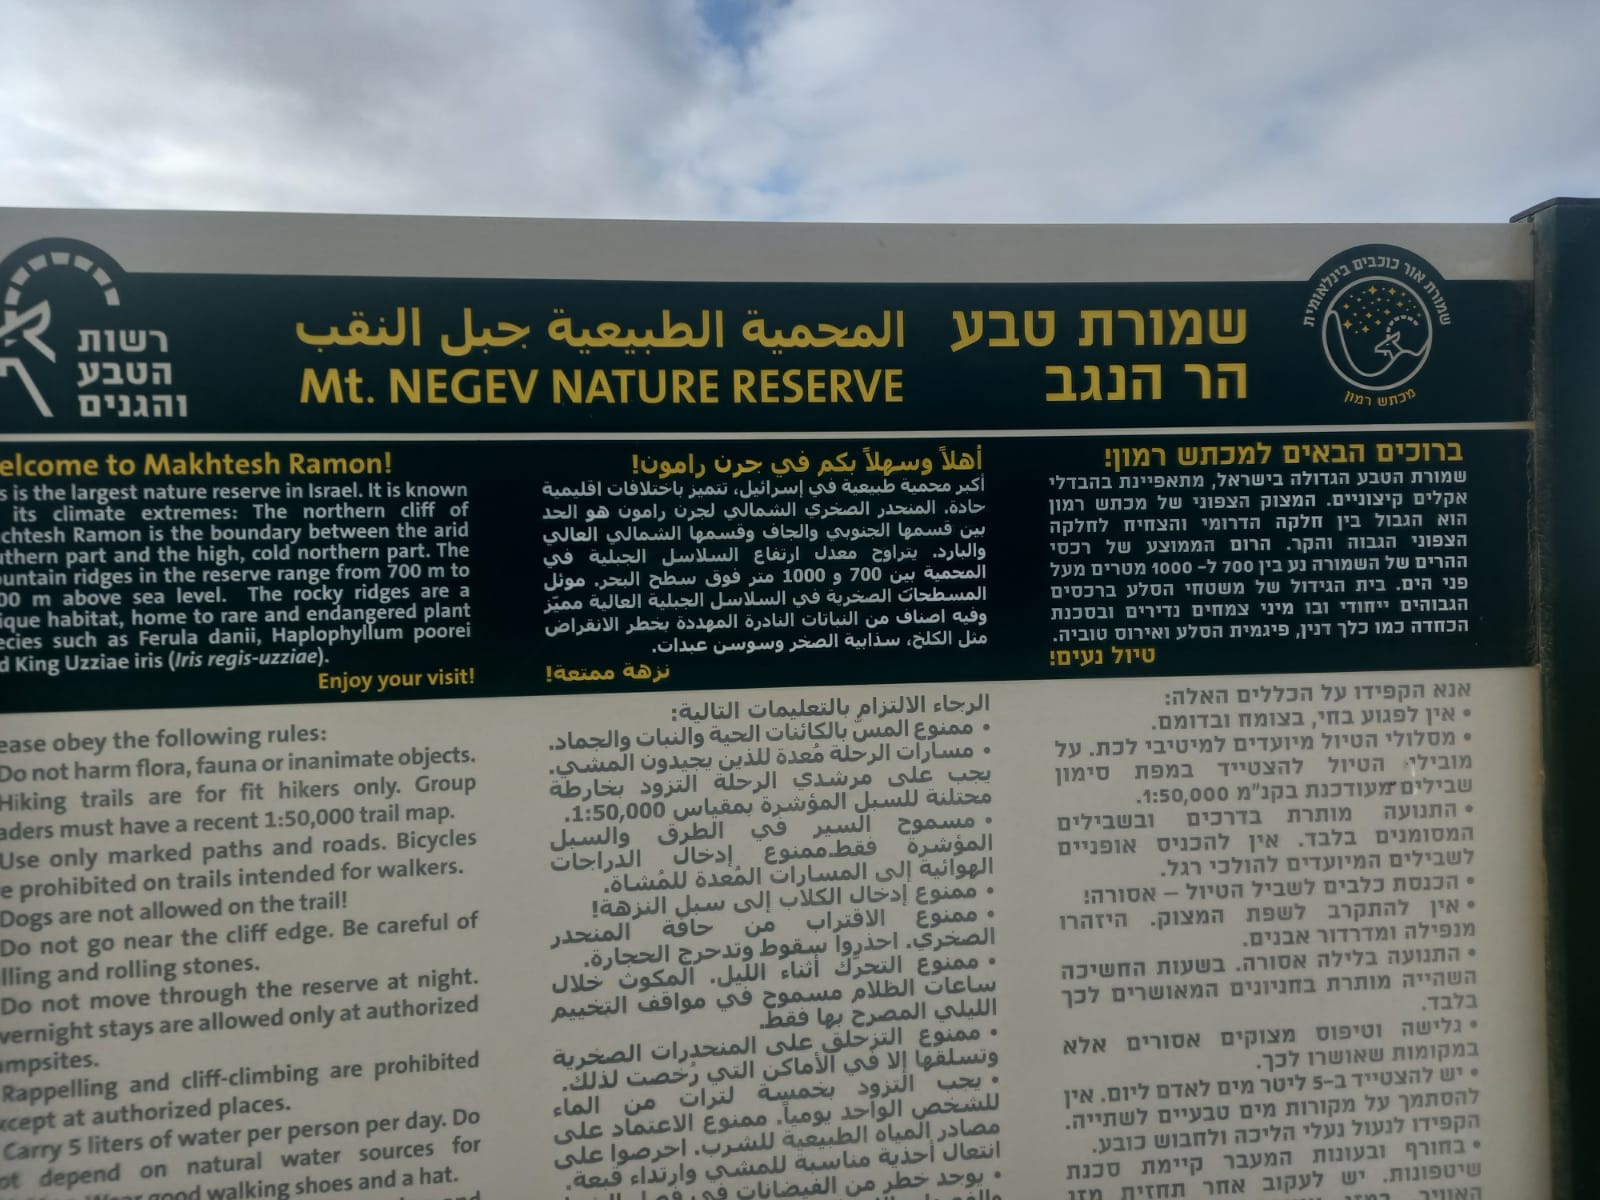 רשות
הטבע
והגנים
المحمية الطبيعية جبل النقب
Mt. NEGEV NATURE RESERVE
שמורת טבע
הר הנגב
שמורת אור כוכבים בינלאומית
מכתש רמון
elcome to Makhtesh Ramon!
s is the largest nature reserve in Israel. It is known
its climate extremes: The northern cliff of
chtesh Ramon is the boundary between the arid
uthern part and the high, cold northern part. The
ountain ridges in the reserve range from 700 m to
00 m above sea level. The rocky ridges are a
ique habitat, home to rare and endangered plant
ecies such as Ferula danii, Haplophyllum poorei
d King Uzziae iris (Iris regis-uzziae).
Enjoy your visit!
ease obey the following rules:
Do not harm flora, fauna or inanimate objects.
Hiking trails are for fit hikers only. Group
aders must have a recent 1:50,000 trail map.
Use only marked paths and roads. Bicycles
e prohibited on trails intended for walkers.
Dogs are not allowed on the trail!
Do not go near the cliff edge. Be careful of
lling and rolling stones.
Do not move through the reserve at night.
vernight stays are allowed only at authorized
mpsites.
Rappelling and cliff-climbing are prohibited
xcept at authorized places.
Carry 5 liters of water per person per day. Do
ot depend on natural water sources for
good walking shoes and a hat.
أهلاً وسهلاً بكم في جرن رامون!
أكبر محمية طبيعية في إسرائيل، تتميز باختلافات اقليمية
حادة. المنحدر الصخري الشمالي لجرن رامون هو الحد
بين قسمها الجنوبي والجاف وقسمها الشمالي العالي
والبارد. يتراوح معدل ارتفاع السلاسل الجبلية في
المحمية بين 700 و 1000 متر فوق سطح البحر. موئل
المسطحات الصخرية في السلاسل الجبلية العالية مميّز
وفيه اصناف من النباتات النادرة المهددة بخطر الانقراض
مثل الكلخ، سذابية الصخر وسوسن عبدات.
نزهة ممتعة!
الرجاء الالتزام بالتعليمات التالية:
• ممنوع المسّ بالكائنات الحية والنبات والجماد.
• مسارات الرحلة مُعدة للذين يجيدون المشي.
يجب على مرشدي الرحلة التزود بخارطة
محتلنة للسبل المؤشرة بمقياس 1:50,000.
• مسموح السير في الطرق والسبل
المؤشرة فقط.ممنوع إدخال الدراجات
الهوائية إلى المسارات المُعدة للمُشاة.
• ممنوع إدخال الكلاب إلى سبل النزهة!
• ممنوع الاقتراب من حافة المنحدر
الصخري. احذروا سقوط وتدحرج الحجارة.
• ممنوع التحرّك أثناء الليل. المكوث خلال
ساعات الظلام مسموح في مواقف التخييم
الليلي المصرح بها فقط.
• ممنوع التزحلق على المنحدرات الصخرية
وتسلقها إلا في الأماكن التي رُخصت لذلك.
• يجب التزود بخمسة لترات من الماء
للشخص الواحد يومياً. ممنوع الاعتماد على
مصادر المياه الطبيعية للشرب. احرصوا على
انتعال أحذية مناسبة للمشي وارتداء قبعة.
• يوجد خطر من الفيضانات في
ברוכים הבאים למכתש רמון!
שמורת הטבע הגדולה בישראל, מתאפיינת בהבדלי
אקלים קיצוניים. המצוק הצפוני של מכתש רמון
הוא הגבול בין חלקה הדרומי והצחיח לחלקה
הצפוני הגבוה והקר. הרום הממוצע של רכסי
ההרים של השמורה נע בין 700 ל- 1000 מטרים מעל
פני הים. בית הגידול של משטחי הסלע ברכסים
הגבוהים ייחודי ובו מיני צמחים נדירים ובסכנת
הכחדה כמו כלך דנין, פיגמית הסלע ואירוס טוביה.
טיול נעים!
אנא הקפידו על הכללים האלה:
• אין לפגוע בחי, בצומח ובדומם.
• מסלולי הטיול מיועדים למיטיבי לכת. על
מובילי הטיול להצטייד במפת סימון
שבילים מעודכנת בקנ"מ 1:50,000.
• התנועה מותרת בדרכים ובשבילים
המסומנים בלבד. אין להכניס אופניים
לשבילים המיועדים להולכי רגל.
• הכנסת כלבים לשביל הטיול – אסורה!
• אין להתקרב לשפת המצוק. היזהרו
מנפילה ומדרדור אבנים.
• התנועה בלילה אסורה. בשעות החשיכה
השהייה מותרת בחניונים המאושרים לכך
בלבד.
• גלישה וטיפוס מצוקים אסורים אלא
במקומות שאושרו לכך.
• יש להצטייד ב-5 ליטר מים לאדם ליום. אין
להסתמך על מקורות מים טבעיים לשתייה.
הקפידו לנעול נעלי הליכה ולחבוש כובע.
• בחורף ובעונות המעבר קיימת סכנת
שיטפונות. יש לעקוב אחר תחזית מזג